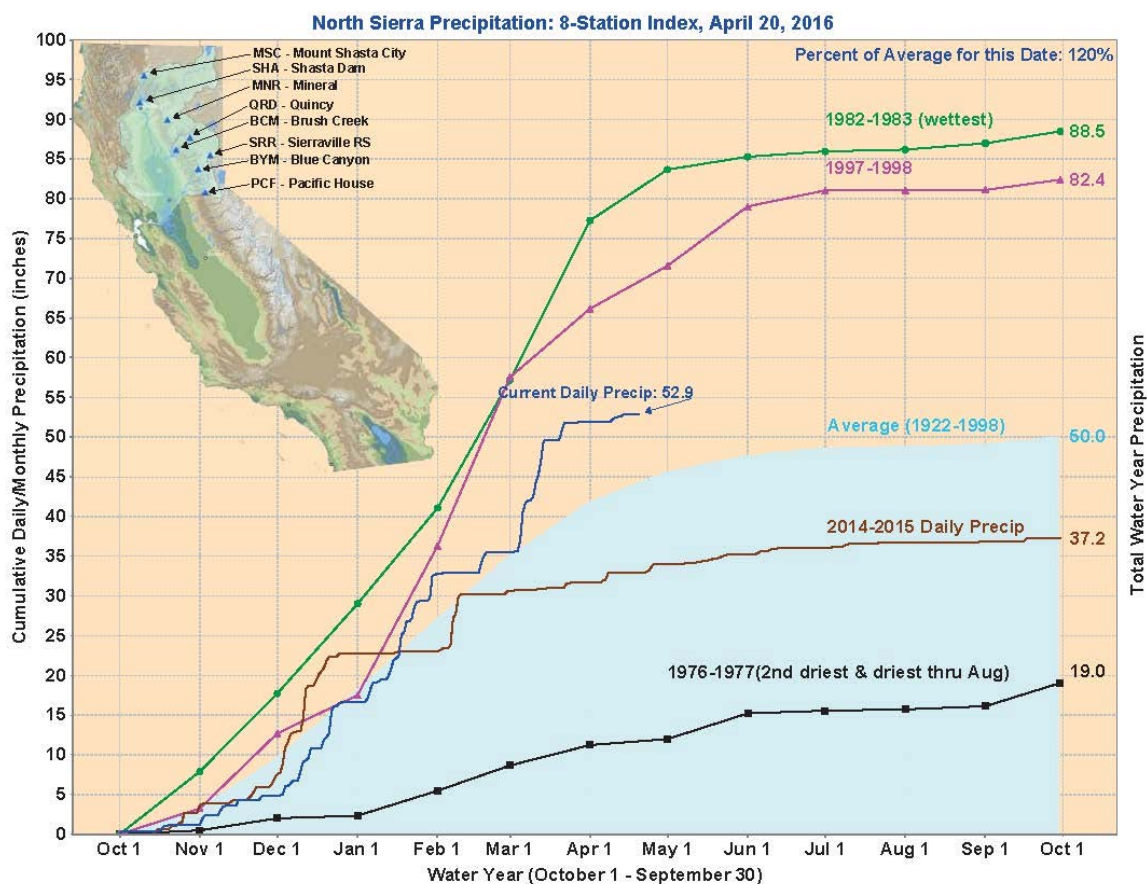 North Sierra Precipitation: 8-Station Index, April 20, 2016
Percent of Average for this Date: 120%
MSC - Mount Shasta City
SHA - Shasta Dam
MNR - Mineral
QRD - Quincy
BCM - Brush Creek
SRR - Sierraville RS
BYM - Blue Canyon
PCF - Pacific House
Cumulative Daily/Monthly Precipitation (inches)
100
95
90
85
80
75
70
65
60
55
50
45
40
35
30
25
20
15
10
5
0
1982-1983 (wettest)
88.5
1997-1998
82.4
Current Daily Precip: 52.9
Average (1922-1998)
50.0
2014-2015 Daily Precip
37.2
1976-1977(2nd driest & driest thru Aug)
19.0
Total Water Year Precipitation
Oct 1 Nov 1 Dec 1 Jan 1 Feb 1 Mar 1 Apr 1 May 1 Jun 1 Jul 1 Aug 1 Sep 1 Oct 1
Water Year (October 1 - September 30)